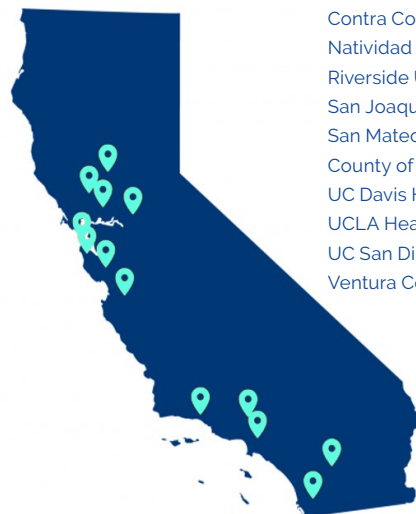 Contra Co
Natividad
Riverside U
San Joaqu
San Mateo
County of
UC Davis H
UCLA Hea
UC San Di
Ventura Co